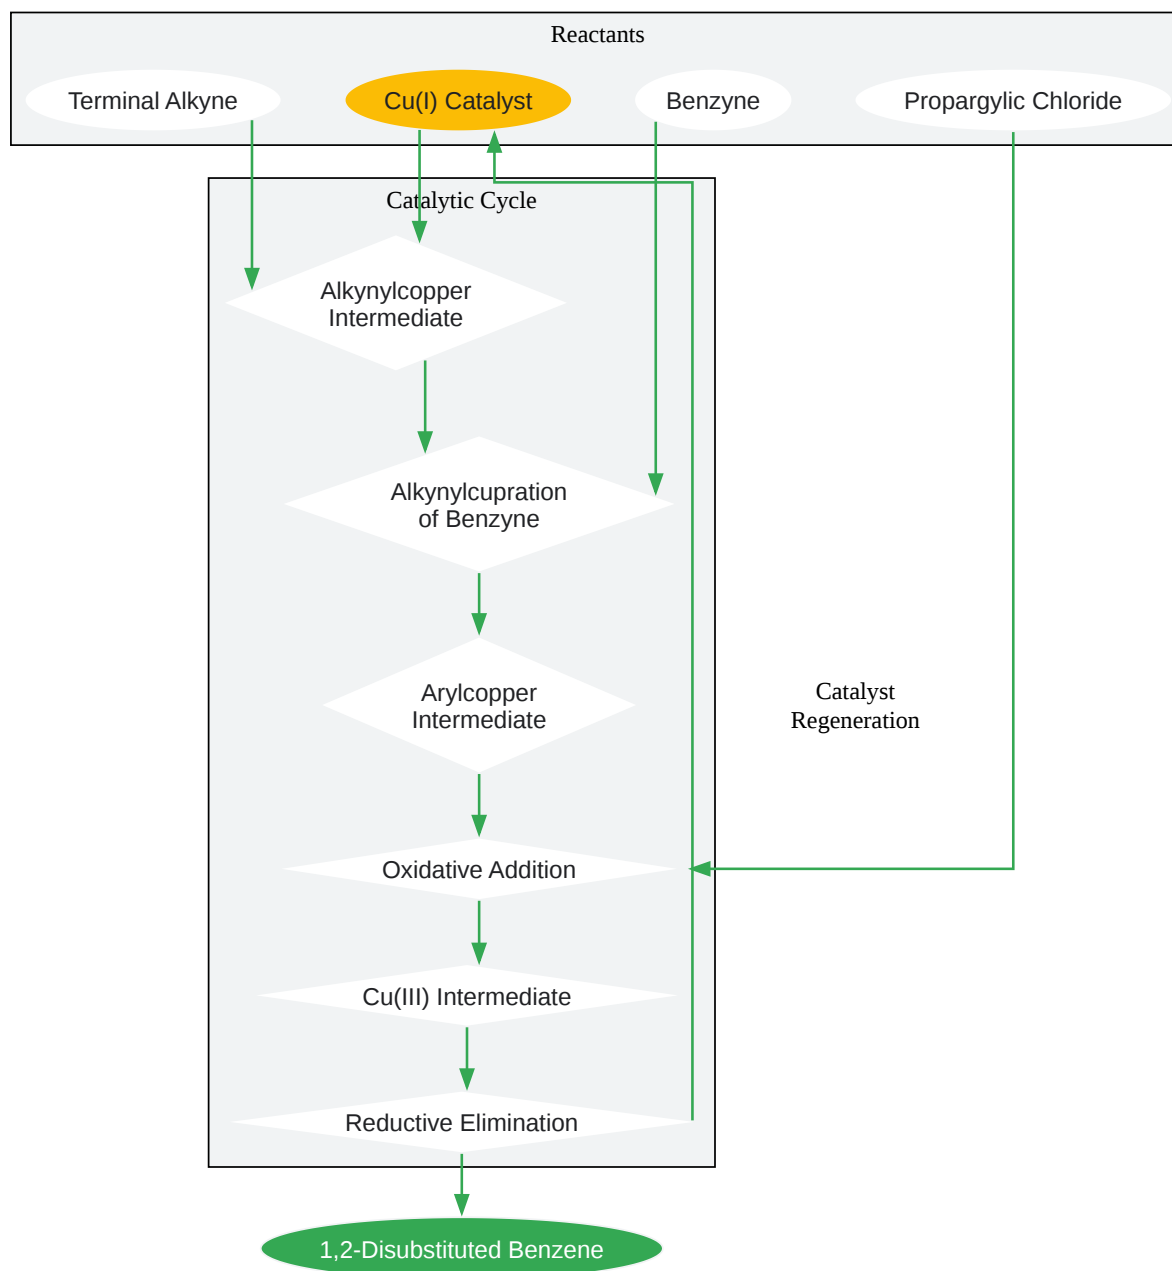 Reactants
Terminal Alkyne
Cu(I) Catalyst
Benzyne
Propargylic Chloride
Catalytic Cycle
Alkynylcopper
Intermediate
Alkynylcupration
of Benzyne
Arylcopper
Intermediate
Catalyst
Regeneration
Oxidative Addition
Cu(III) Intermediate
Reductive Elimination
1,2-Disubstituted Benzene